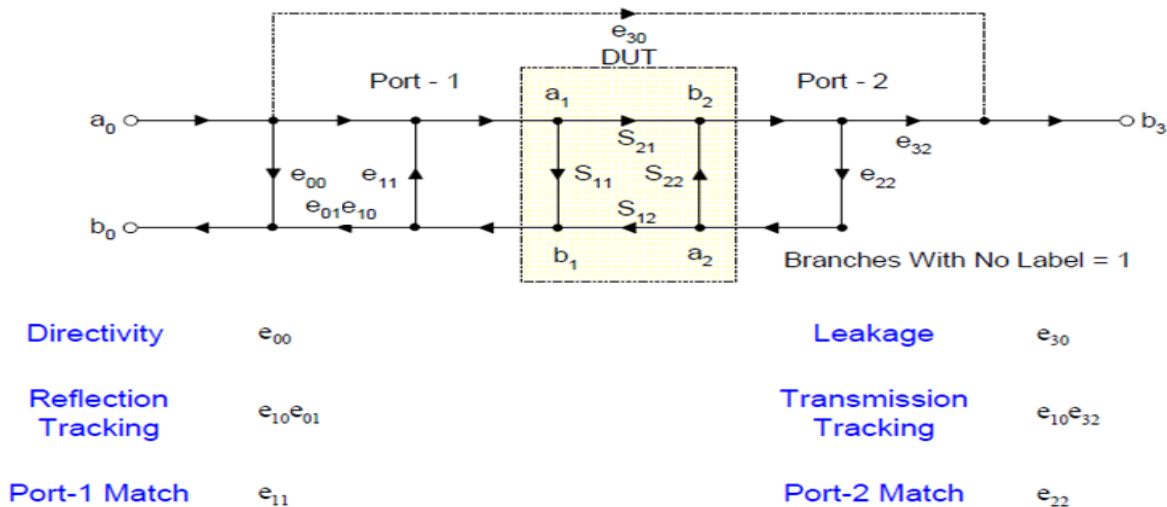 e₃₀
DUT
Port - 1
Port - 2
a₀
a₁
b₂
b₃
S₂₁
e₃₂
e₀₀
e₁₁
S₁₁
S₂₂
e₂₂
e₀₁e₁₀
S₁₂
b₀
b₁
a₂
Branches With No Label = 1
Directivity e₀₀
Leakage e₃₀
Reflection
Tracking e₁₀e₀₁
Transmission
Tracking e₁₀e₃₂
Port-1 Match e₁₁
Port-2 Match e₂₂